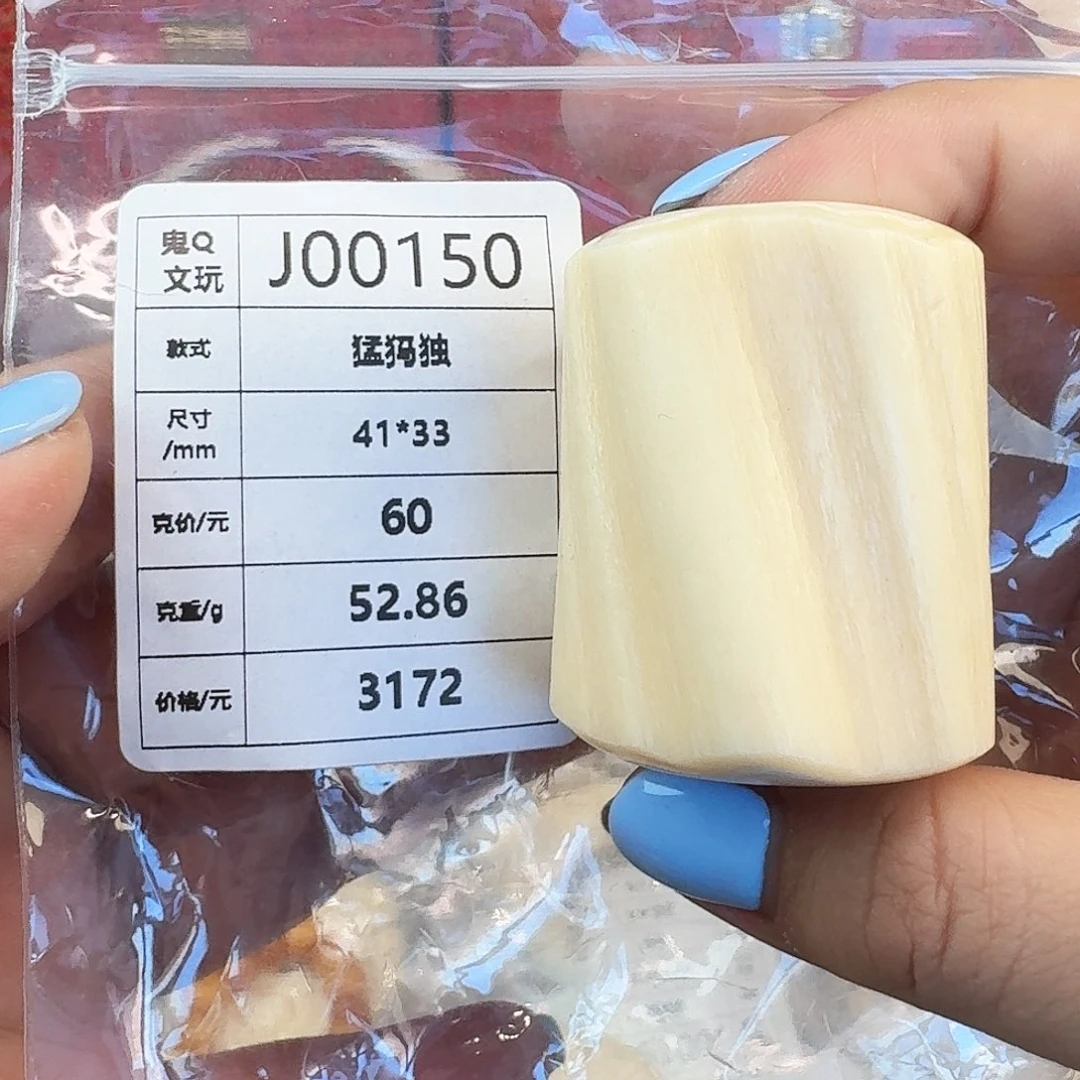 鬼Q
文玩
J00150
款式
猛犸独
尺寸
/mm
41*33
克价/元
60
克重/g
52.86
价格/元
3172